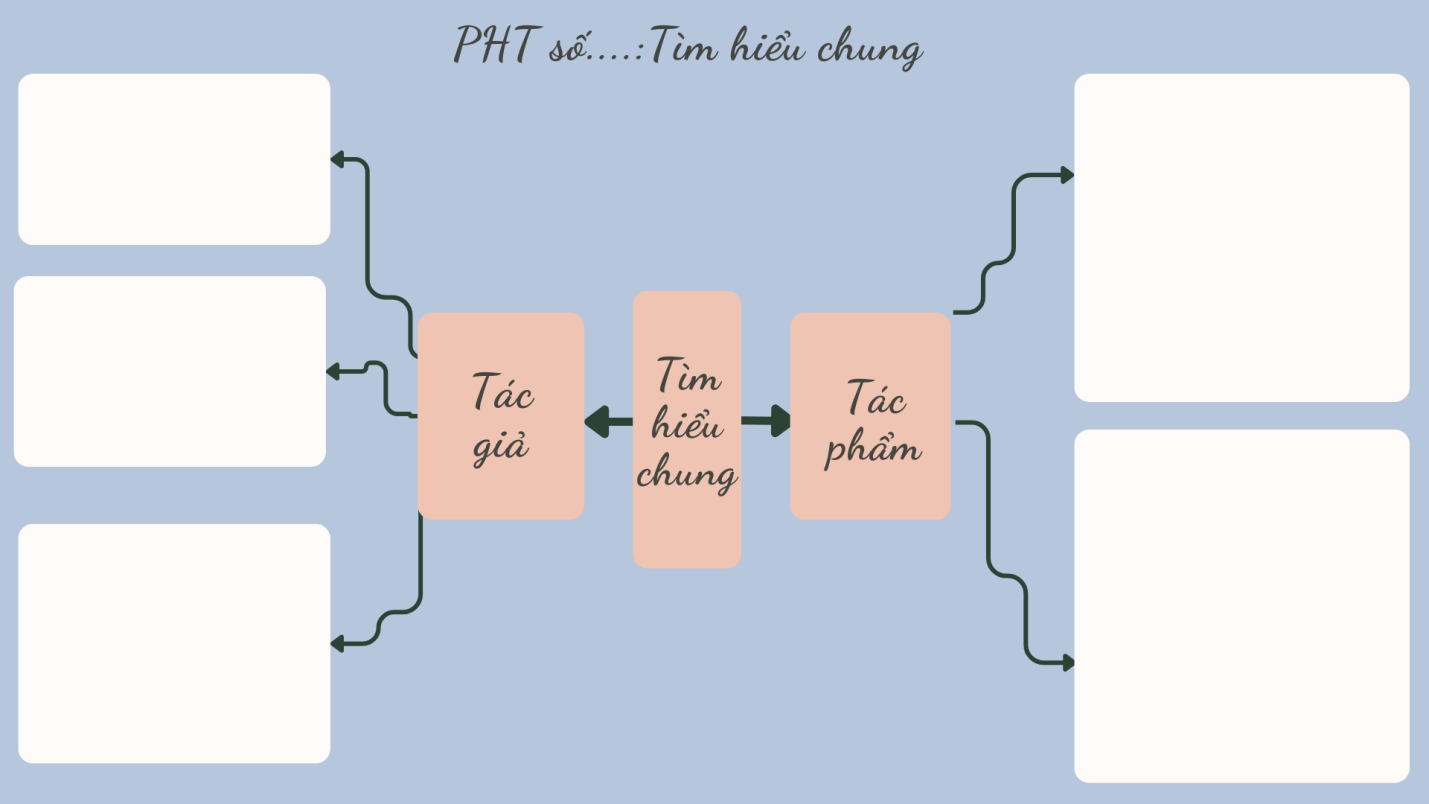 PHT số....:Tìm hiểu chung
Tác
giả
Tìm
hiểu
chung
Tác
phẩm